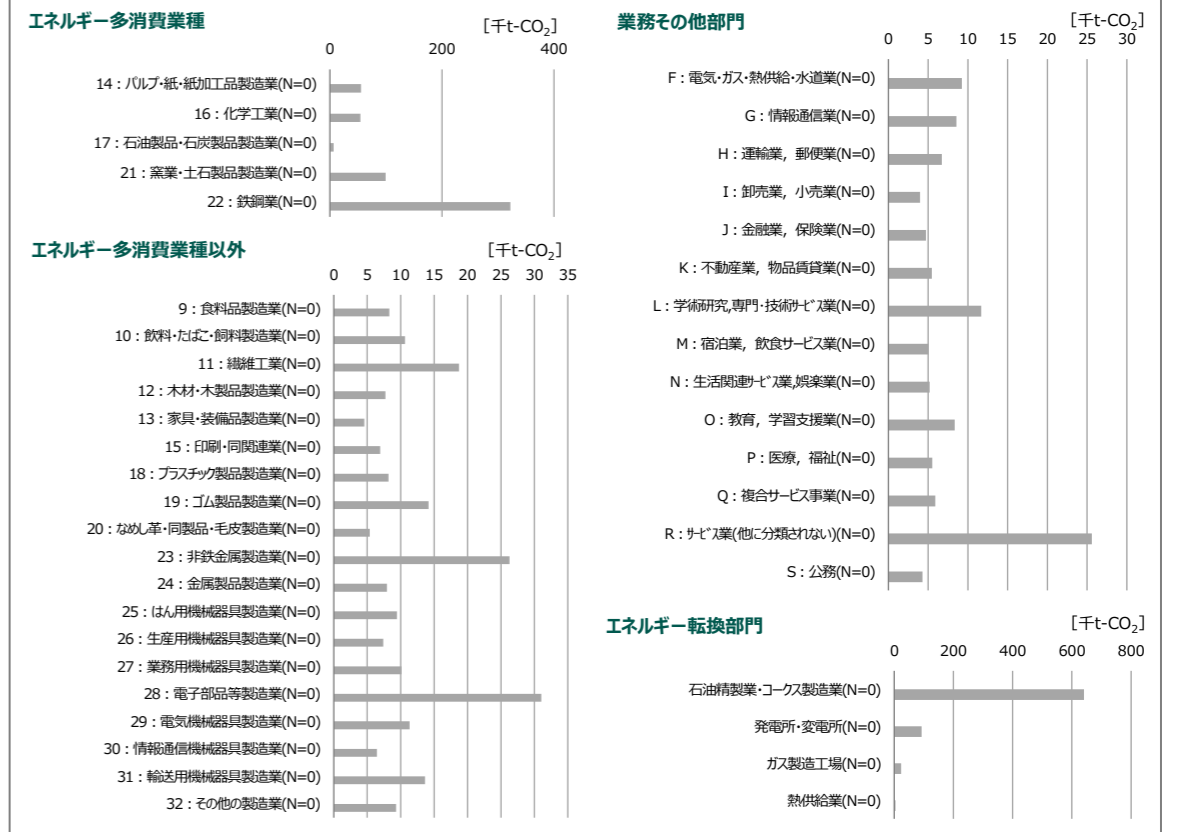 エネルギー多消費業種
[千t-CO2]
0 200 400
14：パルプ・紙・紙加工品製造業(N=0)
16：化学工業(N=0)
17：石油製品・石炭製品製造業(N=0)
21：窯業・土石製品製造業(N=0)
22：鉄鋼業(N=0)
エネルギー多消費業種以外
[千t-CO2]
0 5 10 15 20 25 30 35
9：食料品製造業(N=0)
10：飲料・たばこ・飼料製造業(N=0)
11：繊維工業(N=0)
12：木材・木製品製造業(N=0)
13：家具・装備品製造業(N=0)
15：印刷・同関連業(N=0)
18：プラスチック製品製造業(N=0)
19：ゴム製品製造業(N=0)
20：なめし革・同製品・毛皮製造業(N=0)
23：非鉄金属製造業(N=0)
24：金属製品製造業(N=0)
25：はん用機械器具製造業(N=0)
26：生産用機械器具製造業(N=0)
27：業務用機械器具製造業(N=0)
28：電子部品等製造業(N=0)
29：電気機械器具製造業(N=0)
30：情報通信機械器具製造業(N=0)
31：輸送用機械器具製造業(N=0)
32：その他の製造業(N=0)
業務その他部門
[千t-CO2]
0 5 10 15 20 25 30
F：電気・ガス・熱供給・水道業(N=0)
G：情報通信業(N=0)
H：運輸業，郵便業(N=0)
I：卸売業，小売業(N=0)
J：金融業，保険業(N=0)
K：不動産業，物品賃貸業(N=0)
L：学術研究,専門・技術ｻｰﾋﾞｽ業(N=0)
M：宿泊業，飲食サービス業(N=0)
N：生活関連ｻｰﾋﾞｽ業,娯楽業(N=0)
O：教育，学習支援業(N=0)
P：医療，福祉(N=0)
Q：複合サービス事業(N=0)
R：ｻｰﾋﾞｽ業(他に分類されない)(N=0)
S：公務(N=0)
エネルギー転換部門
[千t-CO2]
0 200 400 600 800
石油精製業・コークス製造業(N=0)
発電所・変電所(N=0)
ガス製造工場(N=0)
熱供給業(N=0)